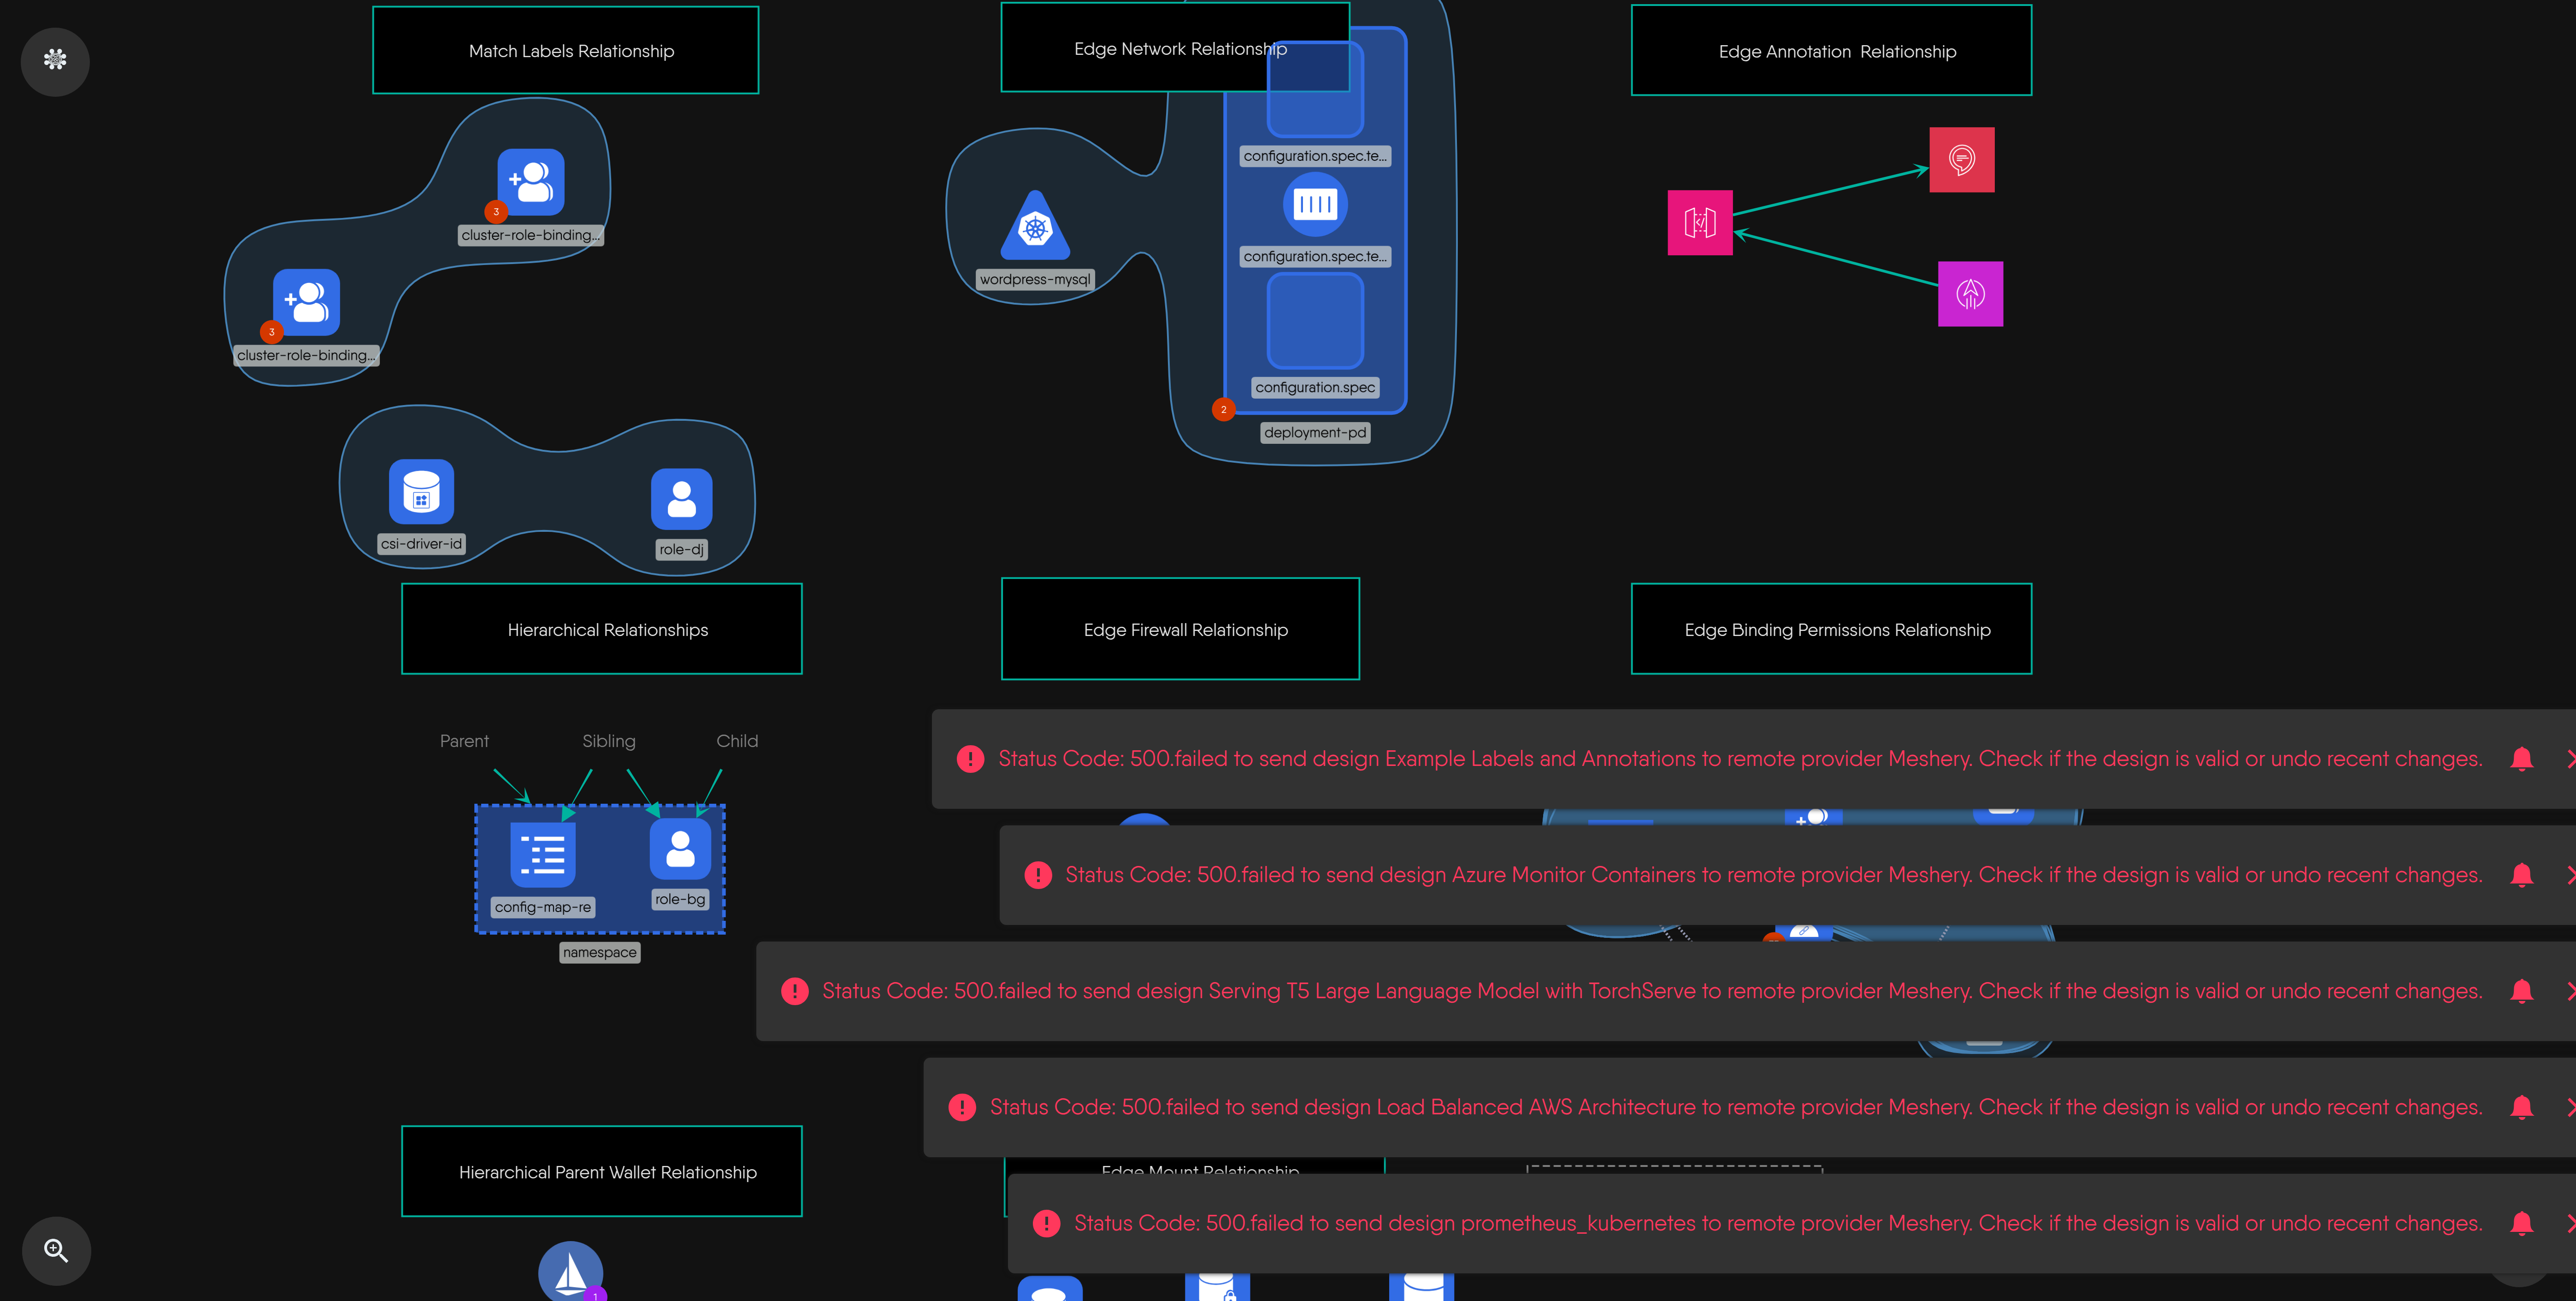 Match Labels Relationship
Edge Network Relationship
Edge Annotation Relationship
configuration.spec.te...
3
cluster-role-binding...
configuration.spec.te...
wordpress-mysql
3
cluster-role-binding...
configuration.spec
2
deployment-pd
csi-driver-id
role-dj
Hierarchical Relationships
Edge Firewall Relationship
Edge Binding Permissions Relationship
Parent
Sibling
Child
Status Code: 500.failed to send design Example Labels and Annotations to remote provider Meshery. Check if the design is valid or undo recent changes.
Status Code: 500.failed to send design Azure Monitor Containers to remote provider Meshery. Check if the design is valid or undo recent changes.
role-bg
config-map-re
namespace
Status Code: 500.failed to send design Serving T5 Large Language Model with TorchServe to remote provider Meshery. Check if the design is valid or undo recent changes.
Status Code: 500.failed to send design Load Balanced AWS Architecture to remote provider Meshery. Check if the design is valid or undo recent changes.
Hierarchical Parent Wallet Relationship
Edge Mount Relationship
Status Code: 500.failed to send design prometheus_kubernetes to remote provider Meshery. Check if the design is valid or undo recent changes.
1